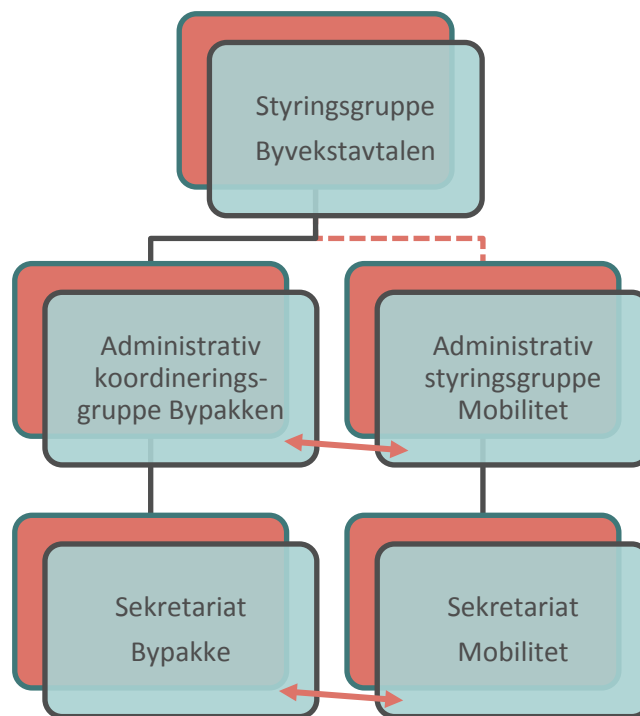 Styringsgruppe
Byvekstavtalen
Administrativ
koordinerings-
gruppe Bypakken
Administrativ
styringsgruppe
Mobilitet
Sekretariat
Bypakke
Sekretariat
Mobilitet